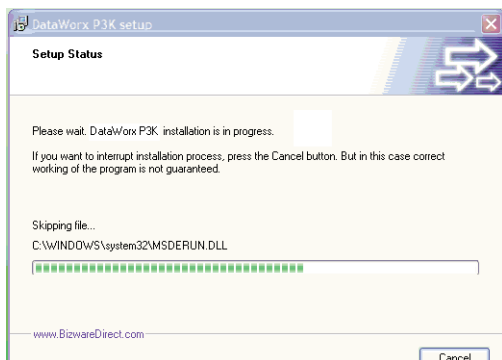 DataWorx P3K setup
Setup Status
Please wait. DataWorx P3K installation is in progress.
If you want to interrupt installation process, press the Cancel button. But in this case correct
working of the program is not guaranteed.
Skipping file...
C:\WINDOWS\system32\MSDERUN.DLL
www.BizwareDirect.com
Cancel